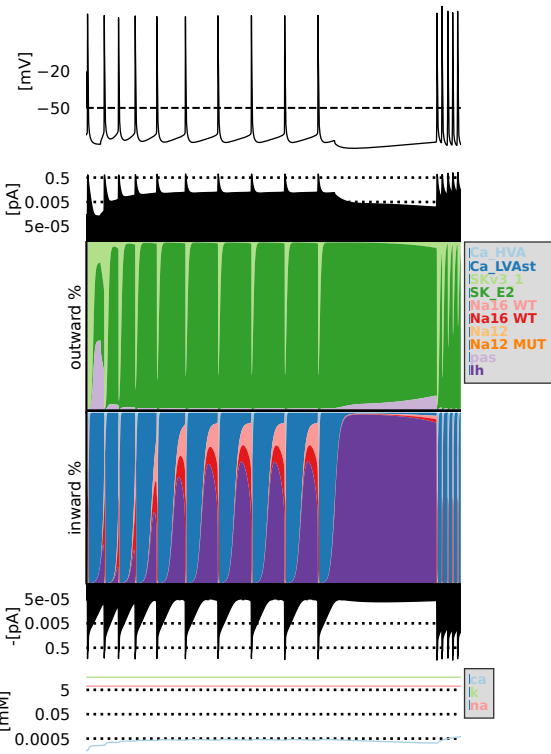 [mV]
−20
−50
[pA]
0.5
0.005
5e-05
outward %
Ca_HVA
Ca_LVAst
SKv3_1
SK_E2
Na16 WT
Na16 WT
Na12
Na12 MUT
pas
Ih
inward %
-[pA]
5e-05
0.005
0.5
[mM]
5
0.05
0.0005
ca
k
na